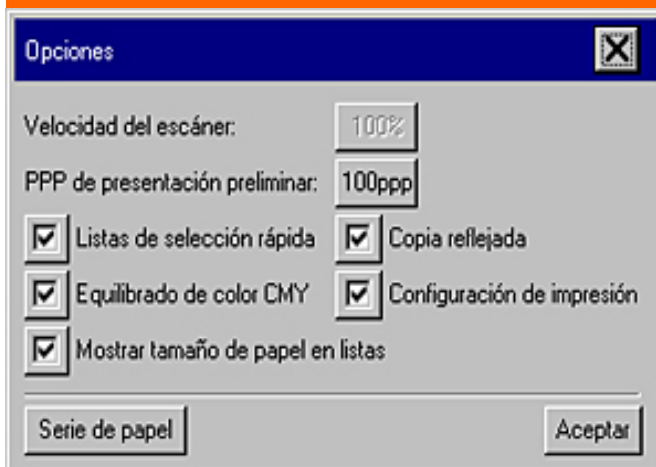 Opciones
Velocidad del escáner: 100%
PPP de presentación preliminar: 100ppp
Listas de selección rápida Copia reflejada
Equilibrado de color CMY Configuración de impresión
Mostrar tamaño de papel en listas
Serie de papel Aceptar